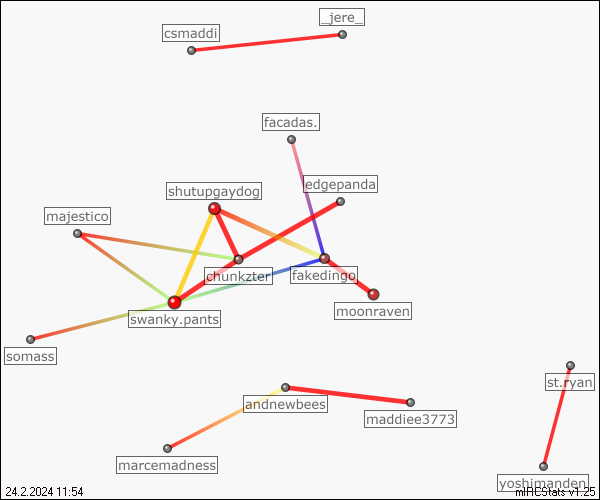 _jere_
csmaddi
facadas.
shutupgaydog
edgepanda
majestico
chunkzter
fakedingo
moonraven
swanky.pants
somass
st.ryan
andnewbees
maddiee3773
marcemadness
yoshimanden
24.2.2024 11:54
mIRCStats v1.25